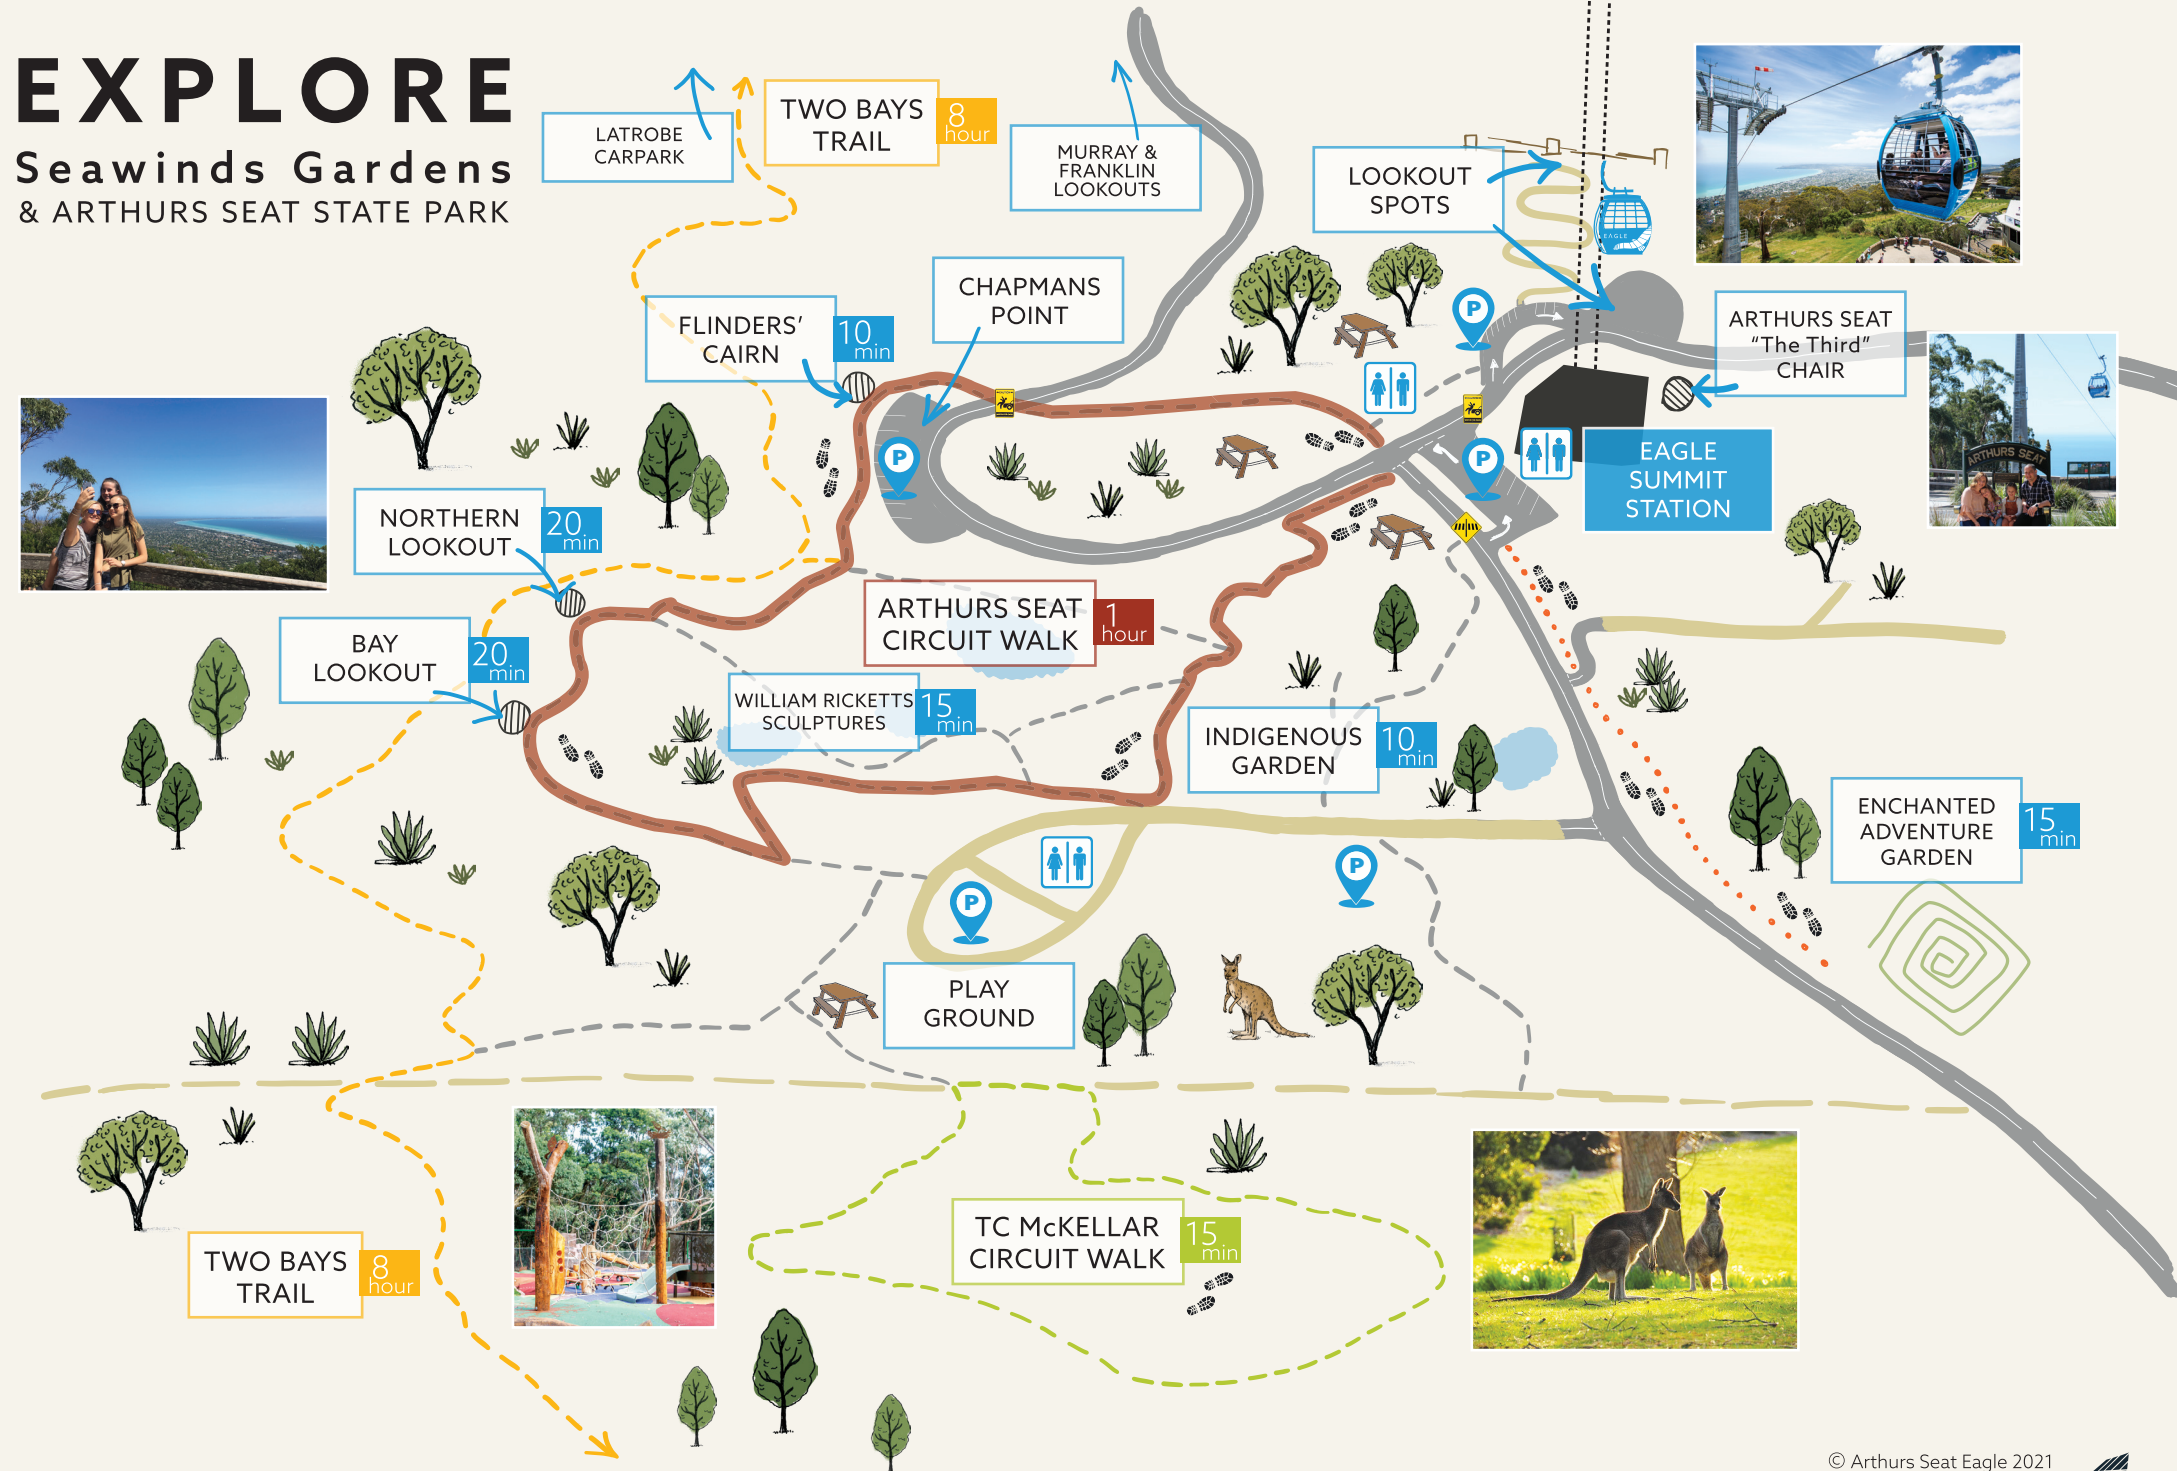 EXPLORE
Seawinds Gardens
& ARTHURS SEAT STATE PARK
LATROBE
CARPARK
TWO BAYS
TRAIL
8
hour
MURRAY &
FRANKLIN
LOOKOUTS
LOOKOUT
SPOTS
EAGLE
CHAPMANS
POINT
FLINDERS'
CAIRN
10
min
P
ARTHURS SEAT
"The Third"
CHAIR
ARTHURS SEAT
P
P
EAGLE
SUMMIT
STATION
NORTHERN
LOOKOUT
20
min
ARTHURS SEAT
CIRCUIT WALK
1
hour
BAY
LOOKOUT
20
min
WILLIAM RICKETTS
SCULPTURES
15
min
INDIGENOUS
GARDEN
10
min
ENCHANTED
ADVENTURE
GARDEN
15
min
P
P
PLAY
GROUND
TC McKELLAR
CIRCUIT WALK
15
min
TWO BAYS
TRAIL
8
hour
© Arthurs Seat Eagle 2021